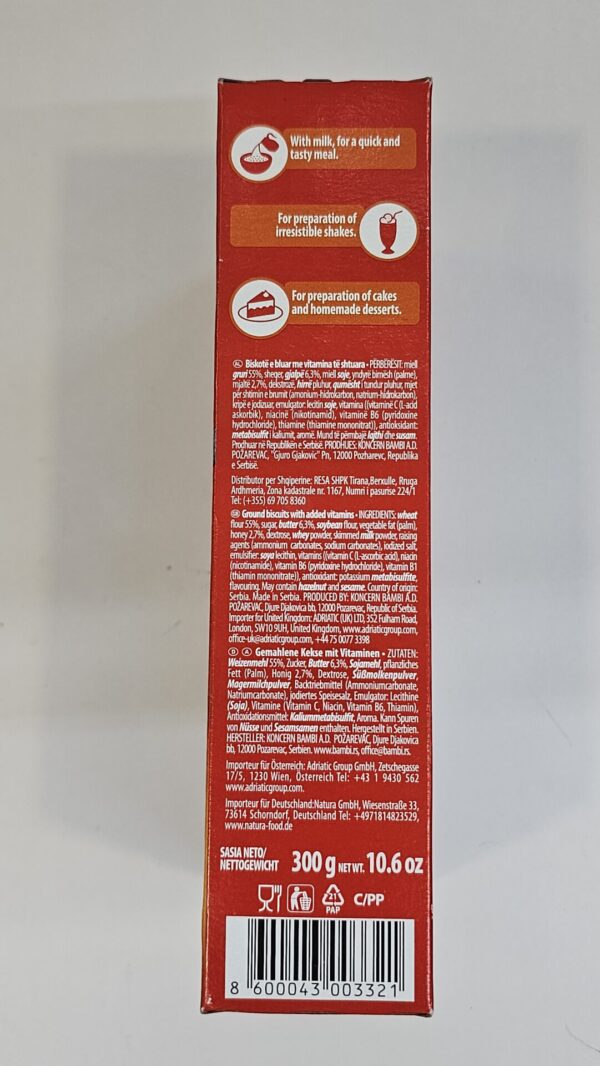 With milk, for a quick and
tasty meal.
For preparation of
irresistible shakes.
For preparation of cakes
and homemade desserts.
AL Biskotë e bluar me vitamina të shtuara • PËRBËRËSIT: miell
gruri 55%, sheqer, gjalpë 6,3%, miell soje, yndyrë bimësh (palme),
mjaltë 2,7%, dekstrozë, hirrë pluhur, qumësht i tundur pluhur, mjet
për shtimin e brumit (amonium-hidrokarbon, natrium-hidrokarbon),
kripë e jodizuar, emulgator: lecitin soje, vitamina ((vitaminë C (L-acid
askorbik), niacinë (nikotinamid), vitaminë B6 (pyridoxine
hydrochloride), thiamine (thiamine mononitrat)), antioksidant:
metabisulfit i kaliumit, aromë. Mund të përmbajë lajthi dhe susam.
Prodhuar në Republikën e Serbisë. PRODHUES: KONCERN BAMBI A.D.
POŽAREVAC, "Gjuro Gjakovic" Pn, 12000 Pozharevc, Republika
e Serbisë.
Distributor per Shqiperine: RESA SHPK Tirana,Berxulle, Rruga
Ardhmeria, Zona kadastrale nr. 1167, Numri i pasurise 224/1
Tel: (+355) 69 705 8360
GB Ground biscuits with added vitamins • INGREDIENTS: wheat
flour 55%, sugar, butter 6,3%, soybean flour, vegetable fat (palm),
honey 2,7%, dextrose, whey powder, skimmed milk powder, raising
agents (ammonium carbonates, sodium carbonates), iodized salt,
emulsifier: soya lecithin, vitamins ((vitamin C (L-ascorbic acid), niacin
(nicotinamide), vitamin B6 (pyridoxine hydrochloride), vitamin B1
(thiamin mononitrate)), antioxidant: potassium metabisulfite,
flavouring. May contain hazelnut and sesame. Country of origin:
Serbia. Made in Serbia. PRODUCED BY: KONCERN BAMBI A.D.
POŽAREVAC, Djure Djakovica bb, 12000 Pozarevac, Republic of Serbia.
Importer for United Kingdom: ADRIATIC (UK) LTD, 352 Fulham Road,
London, SW10 9UH, United Kingdom, www.adriaticgroup.com,
office-uk@adriaticgroup.com, +44 75 0077 3398
D A Gemahlene Kekse mit Vitaminen • ZUTATEN:
Weizenmehl 55%, Zucker, Butter 6,3%, Sojamehl, pflanzliches
Fett (Palm), Honig 2,7%, Dextrose, Süßmolkenpulver,
Magermilchpulver, Backtriebmittel (Ammoniumcarbonate,
Natriumcarbonate), jodiertes Speisesalz, Emulgator: Lecithine
(Soja), Vitamine (Vitamin C, Niacin, Vitamin B6, Thiamin),
Antioxidationsmittel: Kaliummetabisulfit, Aroma. Kann Spuren
von Nüsse und Sesamsamen enthalten. Hergestellt in Serbien.
HERSTELLER: KONCERN BAMBI A.D. POŽAREVAC, Djure Djakovica
bb, 12000 Pozarevac, Serbien. www.bambi.rs, office@bambi.rs.
Importeur für Österreich: Adriatic Group GmbH, Zetschegasse
17/5, 1230 Wien, Österreich Tel: +43 1 9430 562
www.adriaticgroup.com.
Importeur für Deutschland:Natura GmbH, Wiesenstraße 33,
73614 Schorndorf, Deutschland Tel: +4971814823529,
www.natura-food.de
SASIA NETO/
NETTOGEWICHT 300 g NET WT. 10.6 oz
21
PAP
C/PP
8 600043 003321